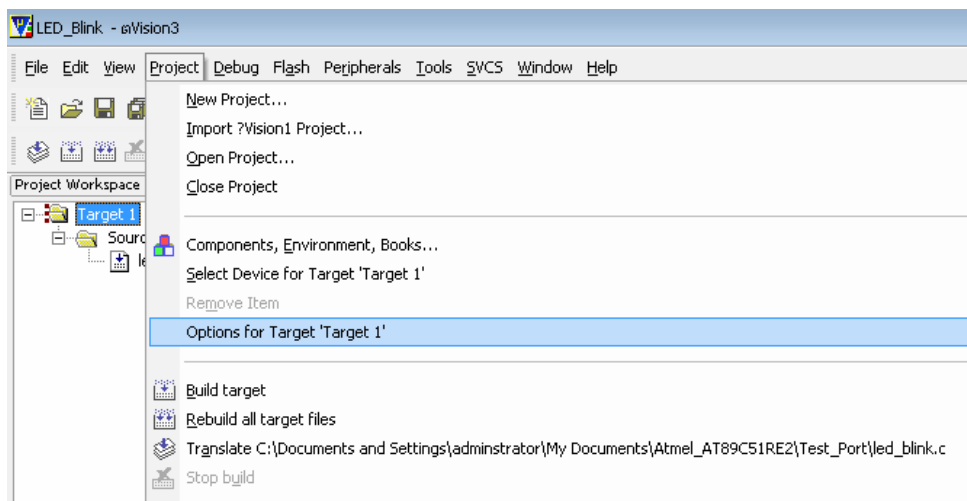 LED_Blink - µVision3
File Edit View Project Debug Flash Peripherals Tools SVCS Window Help
New Project...
Import ?Vision1 Project...
Open Project...
Close Project
Project Workspace
Target 1
Sourc
Components, Environment, Books...
Select Device for Target 'Target 1'
Remove Item
Options for Target 'Target 1'
Build target
Rebuild all target files
Translate C:\Documents and Settings\adminstrator\My Documents\Atmel_AT89C51RE2\Test_Port\led_blink.c
Stop build